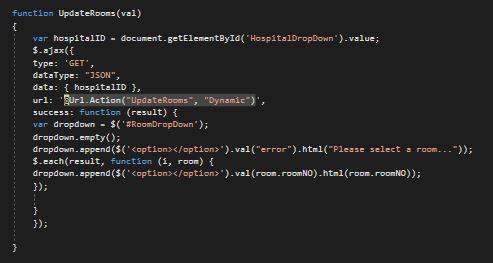 function UpdateRooms(val)
{
var hospitalID = document.getElementById('HospitalDropDown').value;
$.ajax({
type: 'GET',
dataType: "JSON",
data: { hospitalID },
url: '@Url.Action("UpdateRooms", "Dynamic")',
success: function (result) {
var dropdown = $('#RoomDropDown');
dropdown.empty();
dropdown.append($('<option></option>').val("error").html("Please select a room..."));
$.each(result, function (i, room) {
dropdown.append($('<option></option>').val(room.roomNO).html(room.roomNO));
});
}
});
}